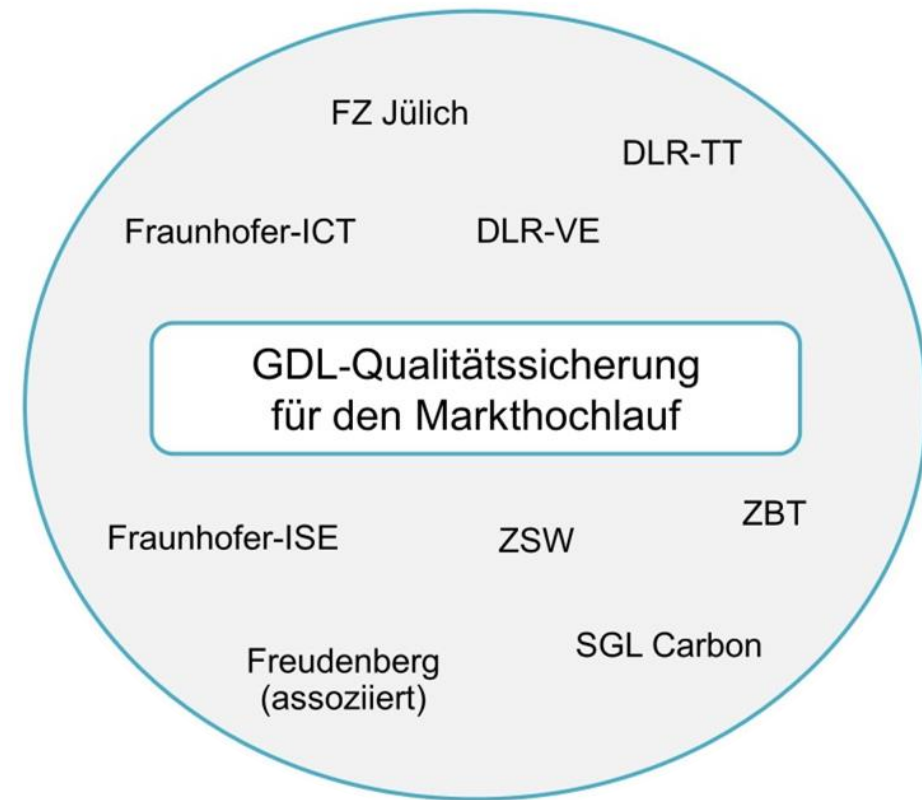 FZ Jülich
DLR-TT
Fraunhofer-ICT
DLR-VE
GDL-Qualitätssicherung
für den Markthochlauf
Fraunhofer-ISE
ZSW
ZBT
Freudenberg
(assoziiert)
SGL Carbon